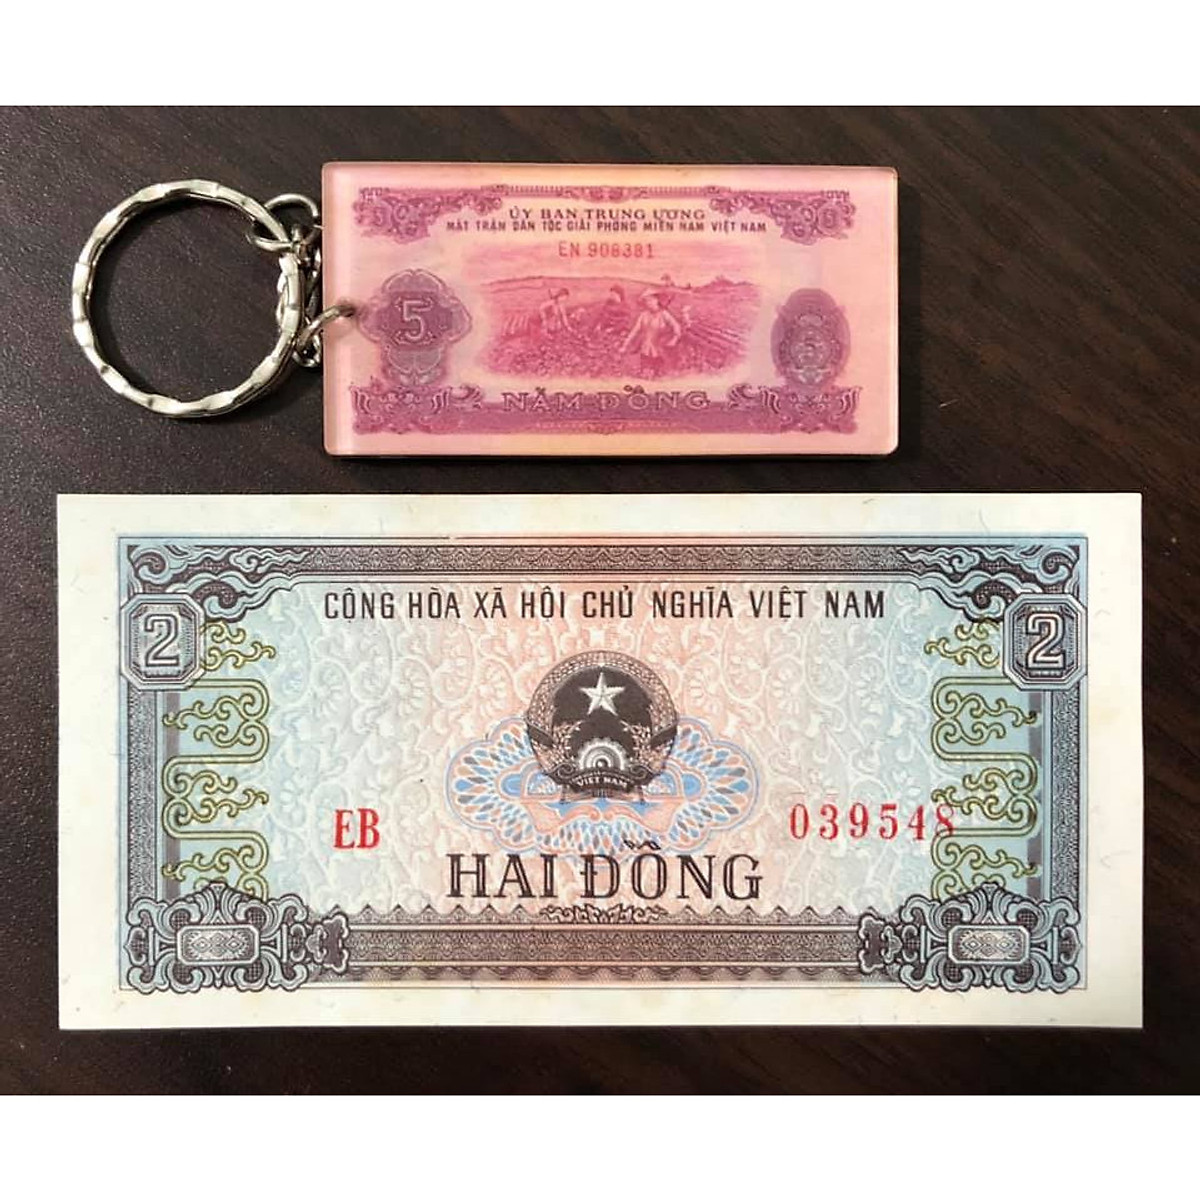 ỦY BAN TRUNG ƯƠNG
MẶT TRẬN DÂN TỘC GIẢI PHÓNG MIỀN NAM VIỆT NAM
EN 908381
5
5
NĂM ĐỒNG
CỘNG HÒA XÃ HỘI CHỦ NGHĨA VIỆT NAM
2
2
VIỆT NAM
EB
039548
HAI ĐỒNG